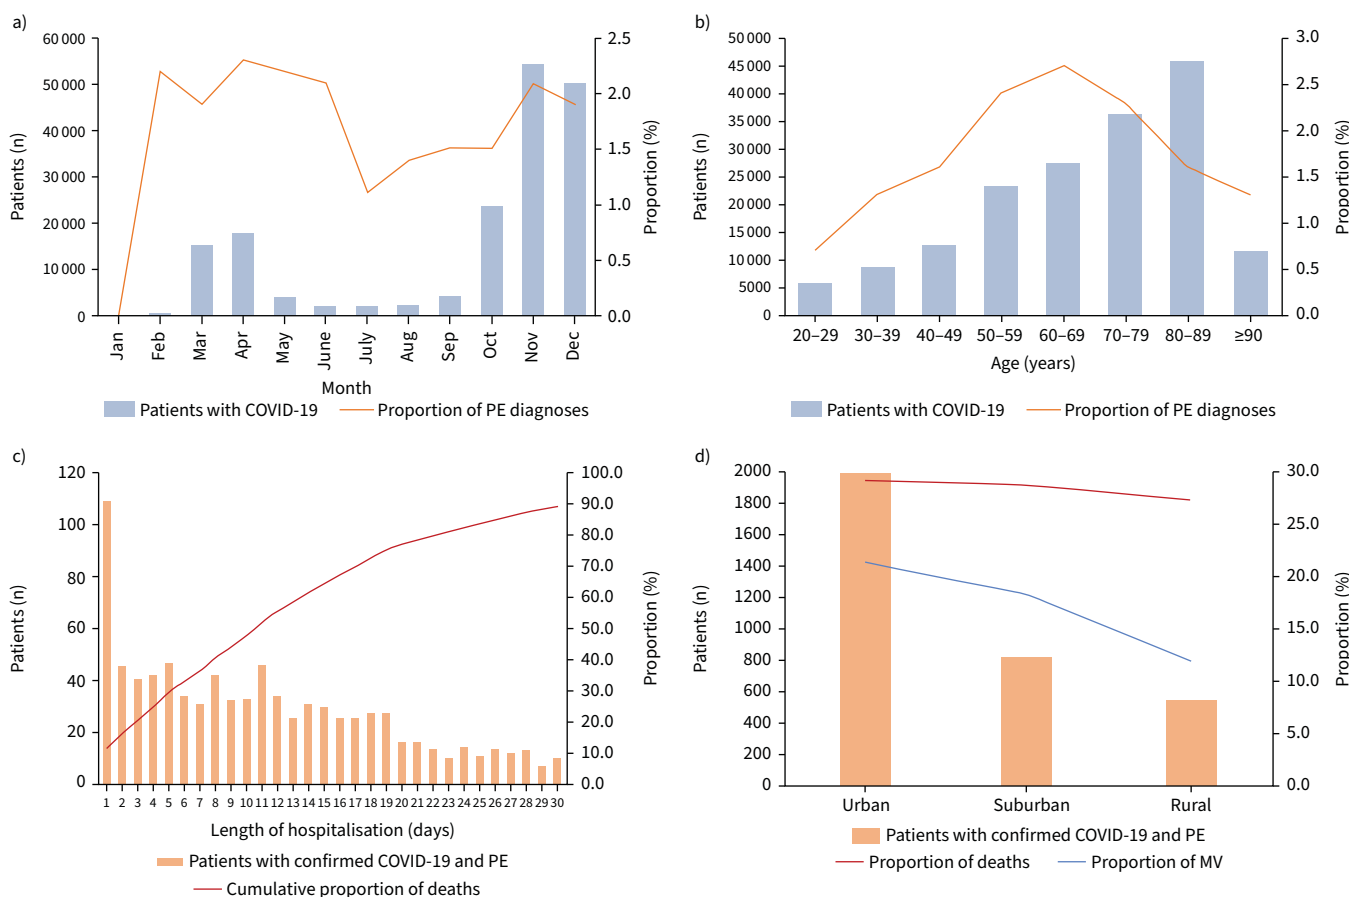 a)
60 000
50 000
40 000
30 000
20 000
10 000
0
Patients (n)
2.5
2.0
1.5
1.0
0.5
0.0
Proportion (%)
Jan Feb Mar Apr May June July Aug Sep Oct Nov Dec
Month
Patients with COVID-19 Proportion of PE diagnoses
b)
50 000
45 000
40 000
35 000
30 000
25 000
20 000
15 000
10 000
5000
0
Patients (n)
3.0
2.5
2.0
1.5
1.0
0.5
0.0
Proportion (%)
20–29 30–39 40–49 50–59 60–69 70–79 80–89 ≥90
Age (years)
Patients with COVID-19 Proportion of PE diagnoses
c)
120
100
80
60
40
20
0
Patients (n)
100.0
90.0
80.0
70.0
60.0
50.0
40.0
30.0
20.0
10.0
0.0
Proportion (%)
1 2 3 4 5 6 7 8 9 10 11 12 13 14 15 16 17 18 19 20 21 22 23 24 25 26 27 28 29 30
Length of hospitalisation (days)
Patients with confirmed COVID-19 and PE
Cumulative proportion of deaths
d)
2000
1800
1600
1400
1200
1000
800
600
400
200
0
Patients (n)
30.0
25.0
20.0
15.0
10.0
5.0
0.0
Proportion (%)
Urban Suburban Rural
Patients with confirmed COVID-19 and PE
Proportion of deaths Proportion of MV